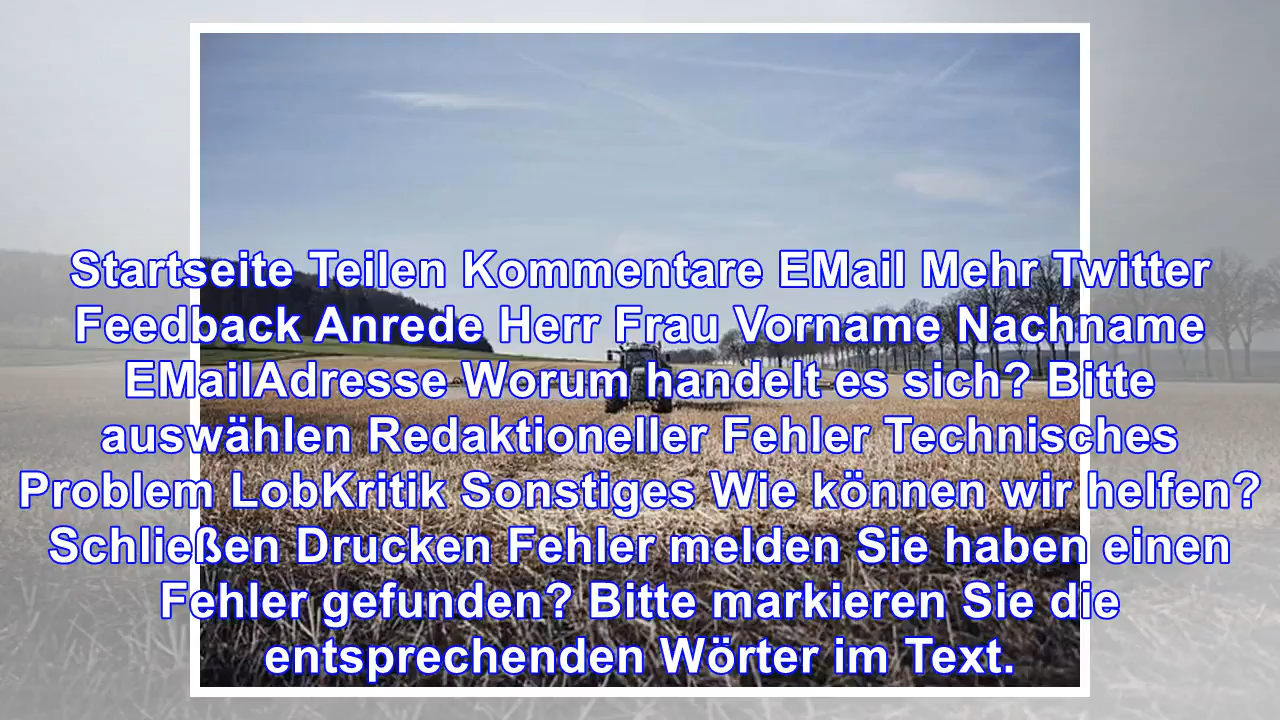 Startseite Teilen Kommentare EMail Mehr Twitter
Feedback Anrede Herr Frau Vorname Nachname
EMailAdresse Worum handelt es sich? Bitte
auswählen Redaktioneller Fehler Technisches
Problem LobKritik Sonstiges Wie können wir helfen?
Schließen Drucken Fehler melden Sie haben einen
Fehler gefunden? Bitte markieren Sie die
entsprechenden Wörter im Text.